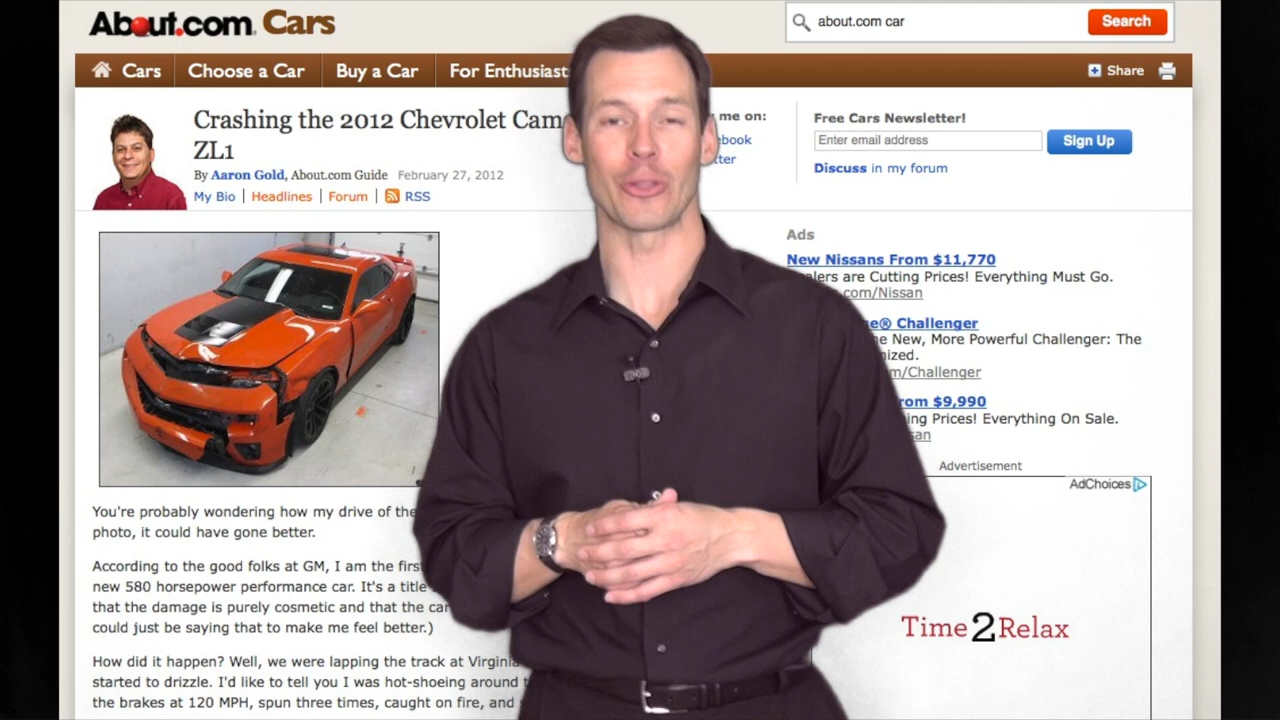 About.com Cars
about.com car
Search
Cars
Choose a Car
Buy a Car
For Enthusiast
Share
Crashing the 2012 Chevrolet Cam
ZL1
By Aaron Gold, About.com Guide February 27, 2012
My Bio | Headlines | Forum | RSS
me on:
Free Cars Newsletter!
Enter email address
Sign Up
Discuss in my forum
Ads
New Nissans From $11,770
are Cutting Prices! Everything Must Go.
.com/Nissan
® Challenger
New, More Powerful Challenger: The
m/Challenger
rom $9,990
ing Prices! Everything On Sale.
Advertisement
AdChoices
Time2Relax
You're probably wondering how my drive of the
photo, it could have gone better.
According to the good folks at GM, I am the first
new 580 horsepower performance car. It's a title
that the damage is purely cosmetic and that the car
could just be saying that to make me feel better.)
How did it happen? Well, we were lapping the track at Virginia
started to drizzle. I'd like to tell you I was hot-shoeing around
the brakes at 120 MPH, spun three times, caught on fire, and